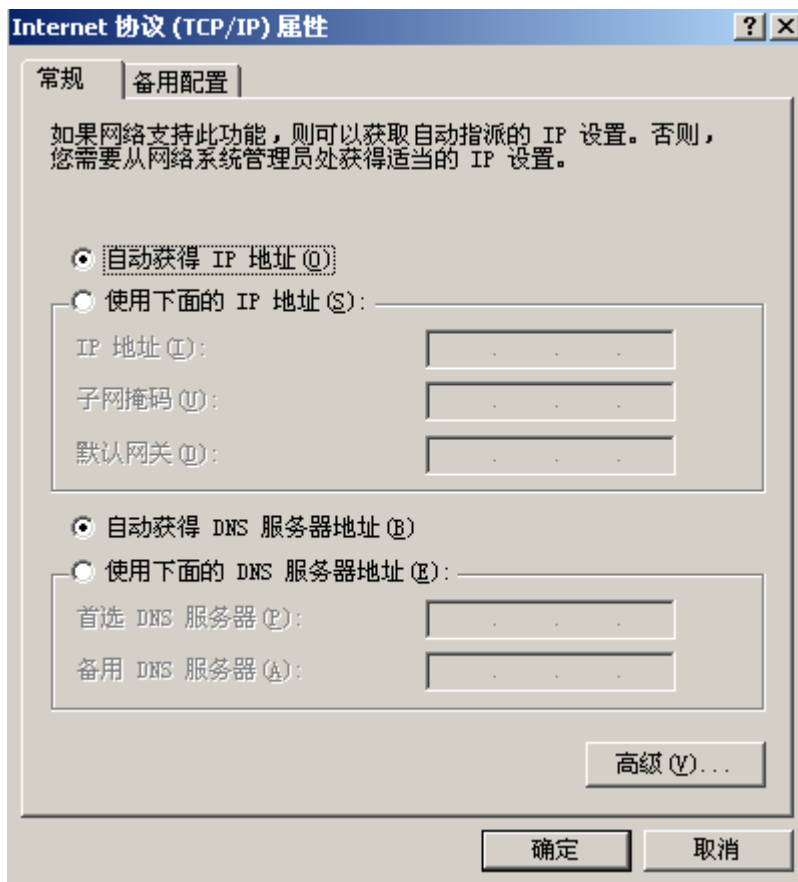 Internet 协议 (TCP/IP) 属性
常规
备用配置
如果网络支持此功能，则可以获取自动指派的 IP 设置。否则，
您需要从网络系统管理员处获得适当的 IP 设置。
自动获得 IP 地址(O)
使用下面的 IP 地址(S):
IP 地址(I):
子网掩码(U):
默认网关(D):
自动获得 DNS 服务器地址(B)
使用下面的 DNS 服务器地址(E):
首选 DNS 服务器(P):
备用 DNS 服务器(A):
高级(V)...
确定
取消